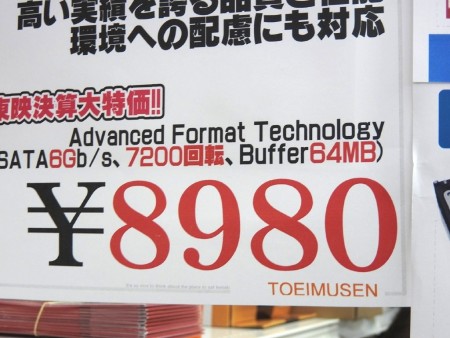 高い実績を誇る品質と信頼
環境への配慮にも対応
東映決算大特価!!
Advanced Format Technology
SATA6Gb/s、7200回転、Buffer64MB)
¥8980
TOEIMUSEN